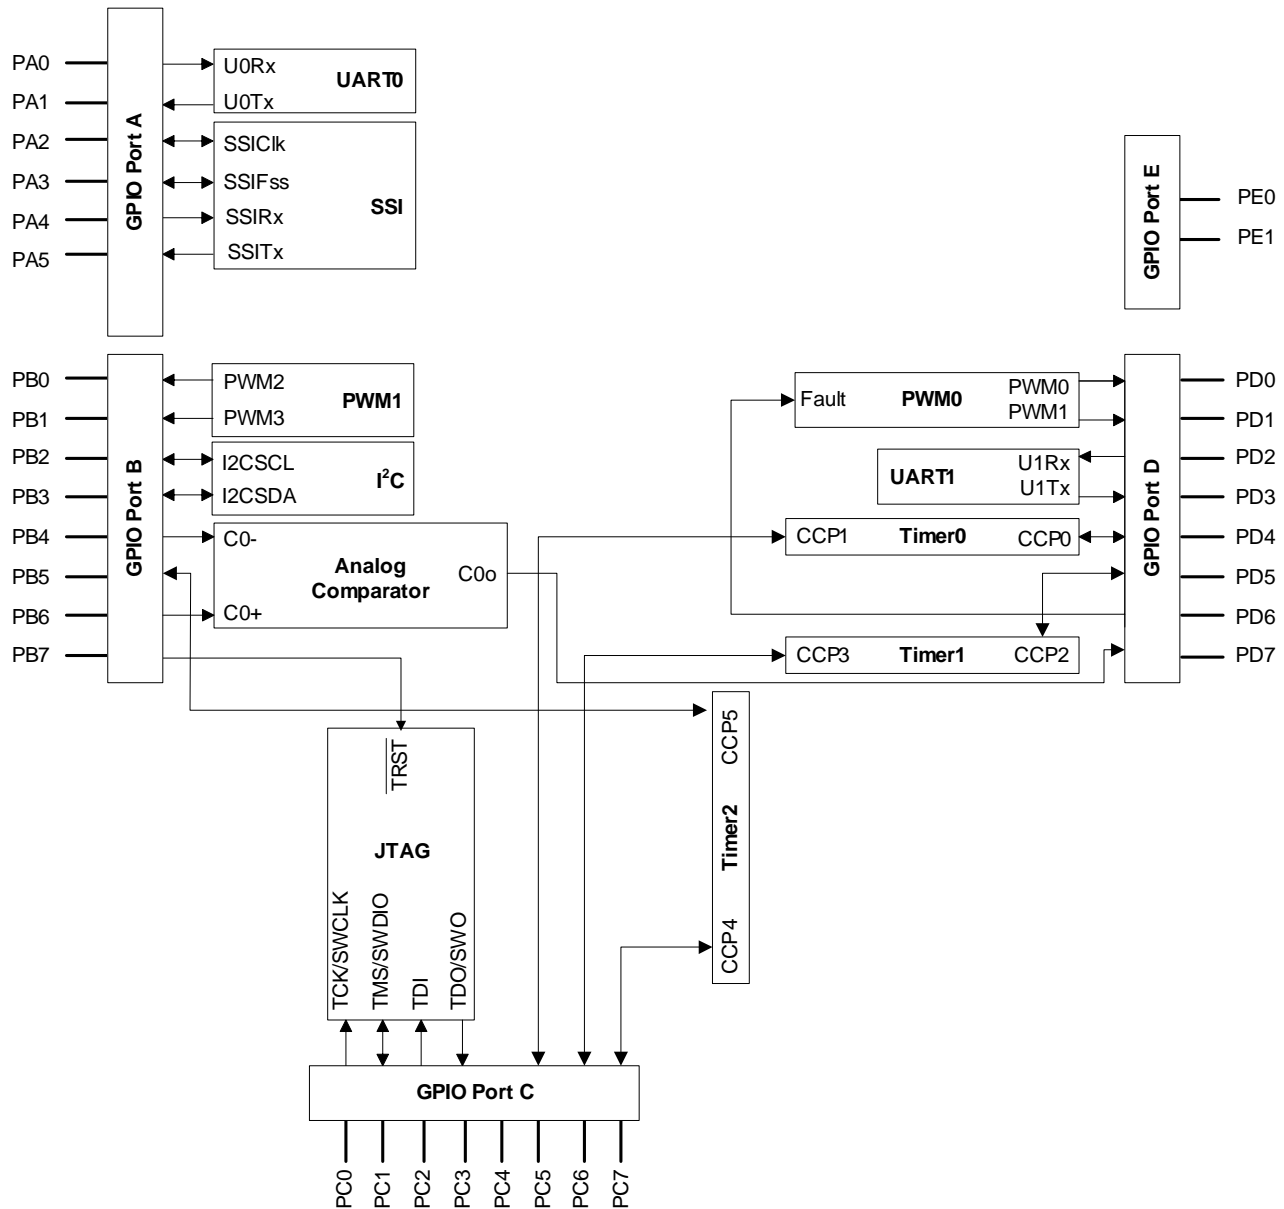 PA0
PA1
PA2
PA3
PA4
PA5
GPIO Port A
U0Rx
U0Tx
UART0
SSIClk
SSIFss
SSIRx
SSITx
SSI
GPIO Port E
PE0
PE1
PB0
PB1
PB2
PB3
PB4
PB5
PB6
PB7
GPIO Port B
PWM2
PWM3
PWM1
I2CSCL
I2CSDA
I²C
C0-
C0+
Analog
Comparator
C0o
Fault
PWM0
PWM0
PWM1
UART1
U1Rx
U1Tx
CCP1
Timer0
CCP0
CCP3
Timer1
CCP2
GPIO Port D
PD0
PD1
PD2
PD3
PD4
PD5
PD6
PD7
TRST
JTAG
TCK/SWCLK
TMS/SWDIO
TDI
TDO/SWO
CCP5
Timer2
CCP4
GPIO Port C
PC0
PC1
PC2
PC3
PC4
PC5
PC6
PC7